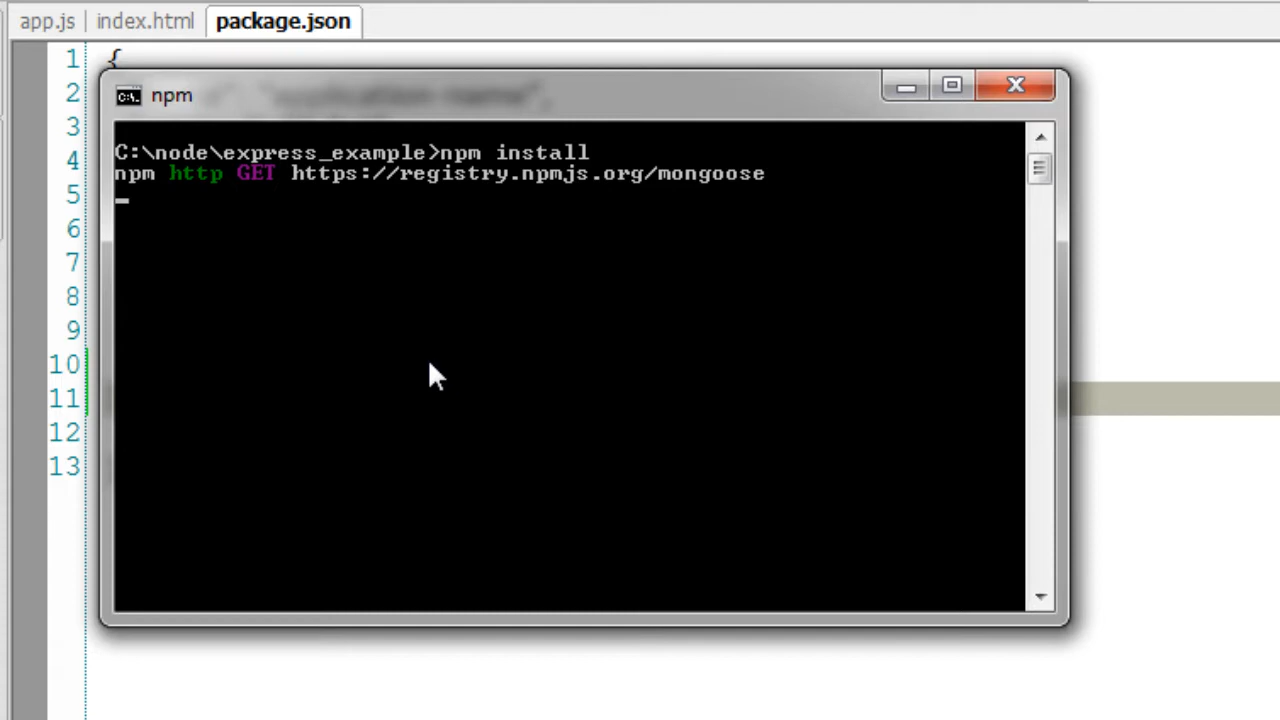 app.js
index.html
package.json
1
{
2
3
4
5
6
7
8
9
10
11
12
13
npm
C:\node\express_example>npm install
npm http GET https://registry.npmjs.org/mongoose